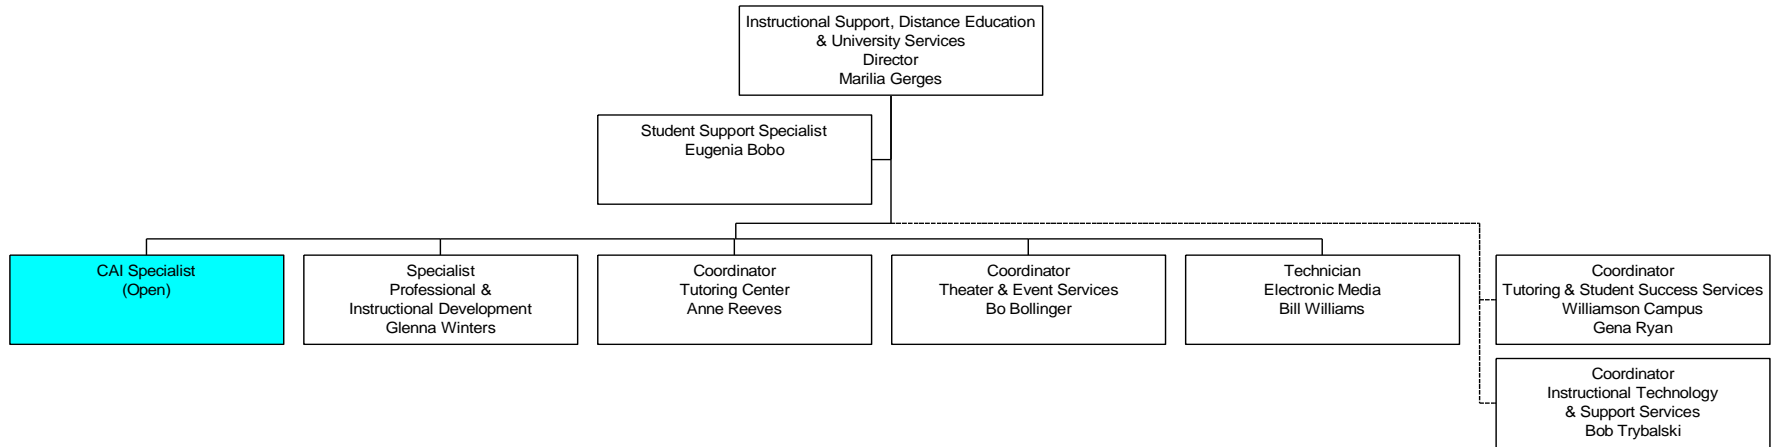 Instructional Support, Distance Education
& University Services
Director
Marilia Gerges
Student Support Specialist
Eugenia Bobo
CAI Specialist
(Open)
Specialist
Professional &
Instructional Development
Glenna Winters
Coordinator
Tutoring Center
Anne Reeves
Coordinator
Theater & Event Services
Bo Bollinger
Technician
Electronic Media
Bill Williams
Coordinator
Tutoring & Student Success Services
Williamson Campus
Gena Ryan
Coordinator
Instructional Technology
& Support Services
Bob Trybalski